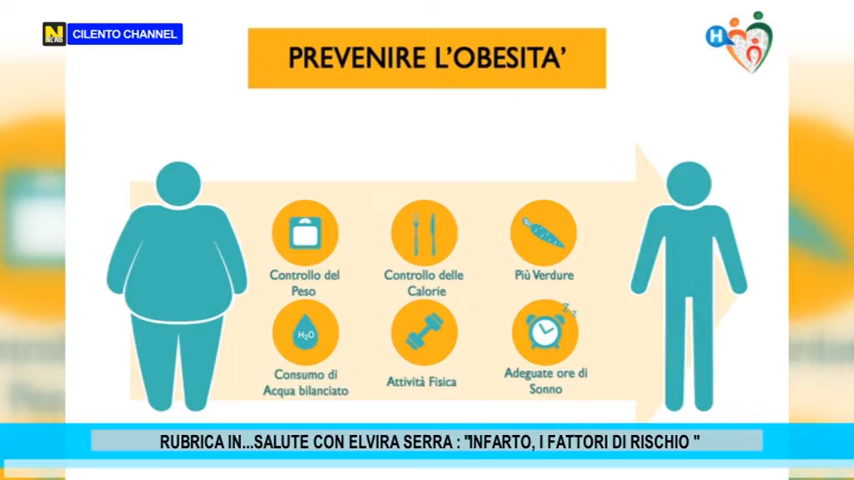 CILENTO CHANNEL
PREVENIRE L'OBESITA'
H
Controllo del
Peso
Controllo delle
Calorie
Più Verdure
H₂O
Z Z
Consumo di
Acqua bilanciato
Attività Fisica
Adeguate ore di
Sonno
RUBRICA IN...SALUTE CON ELVIRA SERRA : "INFARTO, I FATTORI DI RISCHIO "